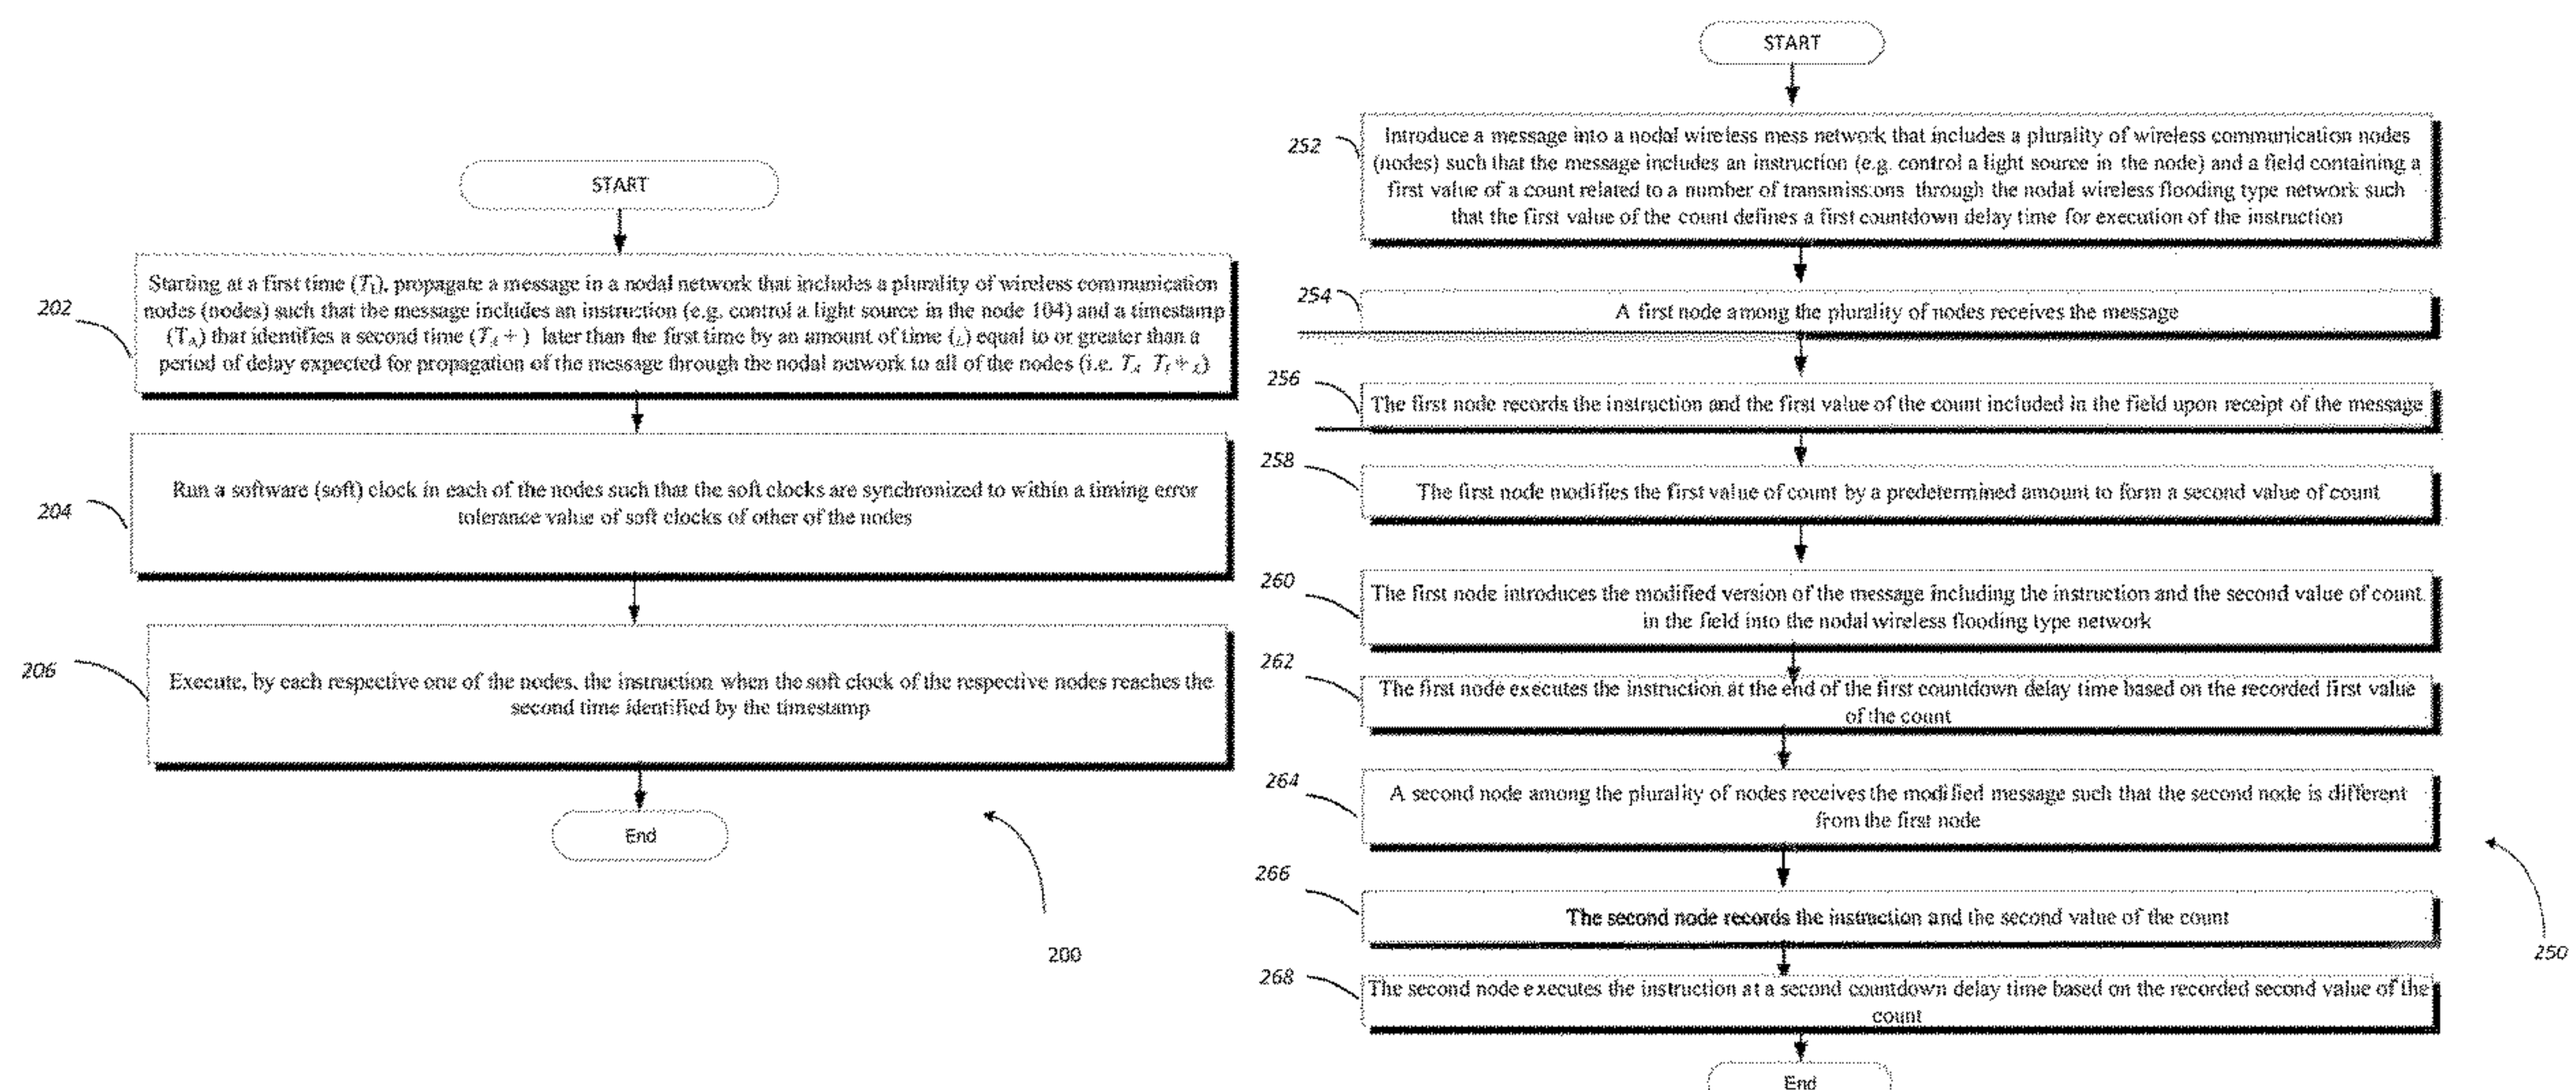 START
202
Starting at a first time (T₁), propagate a message in a nodal network that includes a plurality of wireless communication
nodes (nodes) such that the message includes an instruction (e.g. control a light source in the node 104) and a timestamp
(T_A) that identifies a second time (T_A + ) later than the first time by an amount of time (L) equal to or greater than a
period of delay expected for propagation of the message through the nodal network to all of the nodes (i.e.
204
Run a software (soft) clock in each of the nodes such that the soft clocks are synchronized to within a timing error
tolerance value of soft clocks of other of the nodes
206
Execute, by each respective one of the nodes, the instruction when the soft clock of the respective nodes reaches the
second time identified by the timestamp
End
200
START
252
Introduce a message into a nodal wireless mess network that includes a plurality of wireless communication nodes
(nodes) such that the message includes an instruction (e.g. control a light source in the node) and a field containing a
first value of a count related to a number of transmissions through the nodal wireless flooding type network such
that the first value of the count defines a first countdown delay time for execution of the instruction
254
A first node among the plurality of nodes receives the message
256
The first node records the instruction and the first value of the count included in the field upon receipt of the message
258
The first node modifies the first value of count by a predetermined amount to form a second value of count
260
The first node introduces the modified version of the message including the instruction and the second value of count
in the field into the nodal wireless flooding type network
262
The first node executes the instruction at the end of the first countdown delay time based on the recorded first value
of the count
264
A second node among the plurality of nodes receives the modified message such that the second node is different
from the first node
266
The second node records the instruction and the second value of the count
268
The second node executes the instruction at a second countdown delay time based on the recorded second value of the
count
End
250